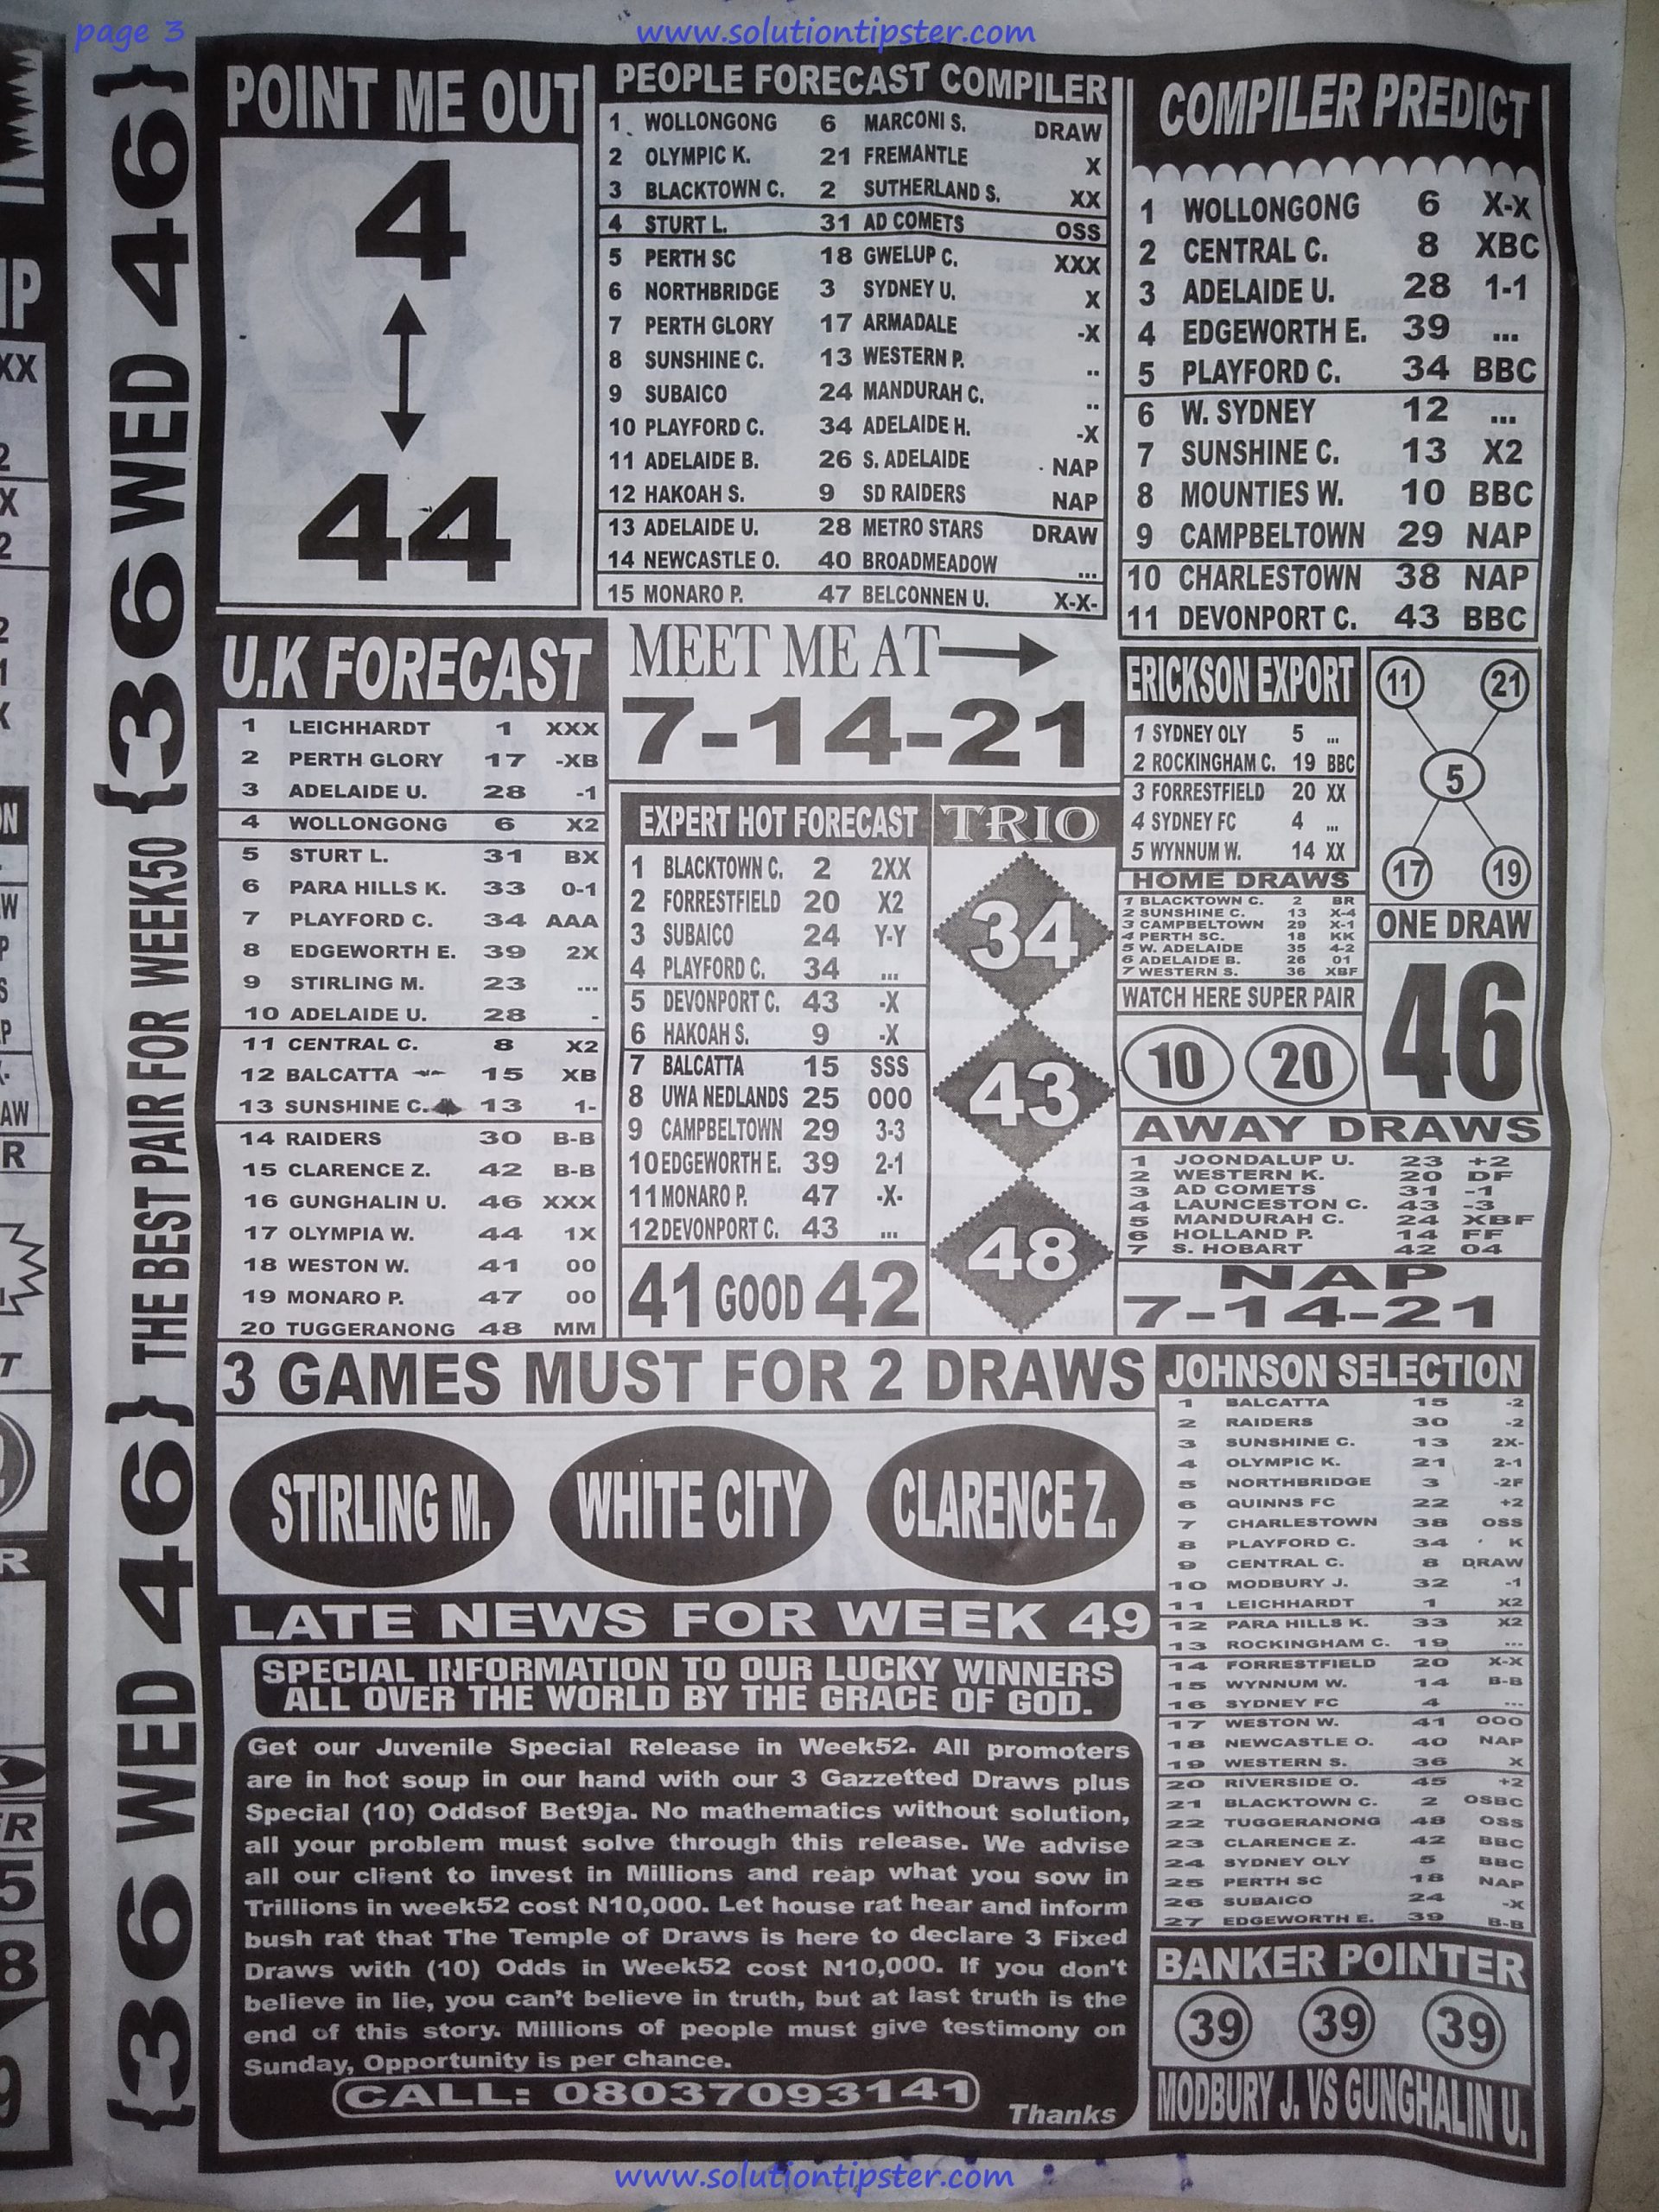 page 3
www.solutiontipster.com
{36 WED 46} THE BEST PAIR FOR WEEK50 {36 WED 46}
POINT ME OUT
4
44
PEOPLE FORECAST COMPILER
1 WOLLONGONG 6 MARCONI S. DRAW
2 OLYMPIC K. 21 FREMANTLE X
3 BLACKTOWN C. 2 SUTHERLAND S. XX
4 STURT L. 31 AD COMETS OSS
5 PERTH SC 18 GWELUP C. XXX
6 NORTHBRIDGE 3 SYDNEY U. X
7 PERTH GLORY 17 ARMADALE -X
8 SUNSHINE C. 13 WESTERN P. ..
9 SUBAICO 24 MANDURAH C. ..
10 PLAYFORD C. 34 ADELAIDE H. -X
11 ADELAIDE B. 26 S. ADELAIDE . NAP
12 HAKOAH S. 9 SD RAIDERS NAP
13 ADELAIDE U. 28 METRO STARS DRAW
14 NEWCASTLE O. 40 BROADMEADOW ...
15 MONARO P. 47 BELCONNEN U. X-X-
COMPILER PREDICT
1 WOLLONGONG 6 X-X
2 CENTRAL C. 8 XBC
3 ADELAIDE U. 28 1-1
4 EDGEWORTH E. 39 ...
5 PLAYFORD C. 34 BBC
6 W. SYDNEY 12 ...
7 SUNSHINE C. 13 X2
8 MOUNTIES W. 10 BBC
9 CAMPBELTOWN 29 NAP
10 CHARLESTOWN 38 NAP
11 DEVONPORT C. 43 BBC
U.K FORECAST
1 LEICHHARDT 1 XXX
2 PERTH GLORY 17 -XB
3 ADELAIDE U. 28 -1
4 WOLLONGONG 6 X2
5 STURT L. 31 BX
6 PARA HILLS K. 33 0-1
7 PLAYFORD C. 34 AAA
8 EDGEWORTH E. 39 2X
9 STIRLING M. 23 ...
10 ADELAIDE U. 28 -
11 CENTRAL C. 8 X2
12 BALCATTA 15 XB
13 SUNSHINE C. 13 1-
14 RAIDERS 30 B-B
15 CLARENCE Z. 42 B-B
16 GUNGHALIN U. 46 XXX
17 OLYMPIA W. 44 1X
18 WESTON W. 41 00
19 MONARO P. 47 00
20 TUGGERANONG 48 MM
MEET ME AT
7-14-21
EXPERT HOT FORECAST
1 BLACKTOWN C. 2 2XX
2 FORRESTFIELD 20 X2
3 SUBAICO 24 Y-Y
4 PLAYFORD C. 34 ...
5 DEVONPORT C. 43 -X
6 HAKOAH S. 9 -X
7 BALCATTA 15 SSS
8 UWA NEDLANDS 25 000
9 CAMPBELTOWN 29 3-3
10 EDGEWORTH E. 39 2-1
11 MONARO P. 47 -X-
12 DEVONPORT C. 43 ...
41 GOOD 42
TRIO
34
43
48
ERICKSON EXPORT
1 SYDNEY OLY 5 ...
2 ROCKINGHAM C. 19 BBC
3 FORRESTFIELD 20 XX
4 SYDNEY FC 4 ...
5 WYNNUM W. 14 XX
11 21
5
17 19
HOME DRAWS
1 BLACKTOWN C. 2 BR
2 SUNSHINE C. 13 X-4
3 CAMPBELTOWN 29 X-1
4 PERTH SC. 18 KK
5 W. ADELAIDE 35 4-2
6 ADELAIDE B. 26 01
7 WESTERN S. 36 XBF
ONE DRAW
46
WATCH HERE SUPER PAIR
10 20
AWAY DRAWS
1 JOONDALUP U. 23 +2
2 WESTERN K. 20 DF
3 AD COMETS 31 -1
4 LAUNCESTON C. 43 -3
5 MANDURAH C. 24 XBF
6 HOLLAND P. 14 FF
7 S. HOBART 42 04
NAP
7-14-21
3 GAMES MUST FOR 2 DRAWS
STIRLING M.
WHITE CITY
CLARENCE Z.
JOHNSON SELECTION
1 BALCATTA 15 -2
2 RAIDERS 30 -2
3 SUNSHINE C. 13 2X-
4 OLYMPIC K. 21 2-1
5 NORTHBRIDGE 3 -2F
6 QUINNS FC 22 +2
7 CHARLESTOWN 38 OSS
8 PLAYFORD C. 34 K
9 CENTRAL C. 8 DRAW
10 MODBURY J. 32 -1
11 LEICHHARDT 1 X2
12 PARA HILLS K. 33 X2
13 ROCKINGHAM C. 19 ...
14 FORRESTFIELD 20 X-X
15 WYNNUM W. 14 B-B
16 SYDNEY FC 4 ...
17 WESTON W. 41 000
18 NEWCASTLE O. 40 NAP
19 WESTERN S. 36 X
20 RIVERSIDE O. 45 +2
21 BLACKTOWN C. 2 OSBC
22 TUGGERANONG 48 OSS
23 CLARENCE Z. 42 BBC
24 SYDNEY OLY 5 BBC
25 PERTH SC 18 NAP
26 SUBAICO 24 -X
27 EDGEWORTH E. 39 B-B
LATE NEWS FOR WEEK 49
SPECIAL INFORMATION TO OUR LUCKY WINNERS
ALL OVER THE WORLD BY THE GRACE OF GOD.
Get our Juvenile Special Release in Week52. All promoters
are in hot soup in our hand with our 3 Gazzetted Draws plus
Special (10) Oddsof Bet9ja. No mathematics without solution,
all your problem must solve through this release. We advise
all our client to invest in Millions and reap what you sow in
Trillions in week52 cost N10,000. Let house rat hear and inform
bush rat that The Temple of Draws is here to declare 3 Fixed
Draws with (10) Odds in Week52 cost N10,000. If you don't
believe in lie, you can't believe in truth, but at last truth is the
end of this story. Millions of people must give testimony on
Sunday, Opportunity is per chance.
CALL: 08037093141
Thanks
BANKER POINTER
39 39 39
MODBURY J. VS GUNGHALIN U.
www.solutiontipster.com